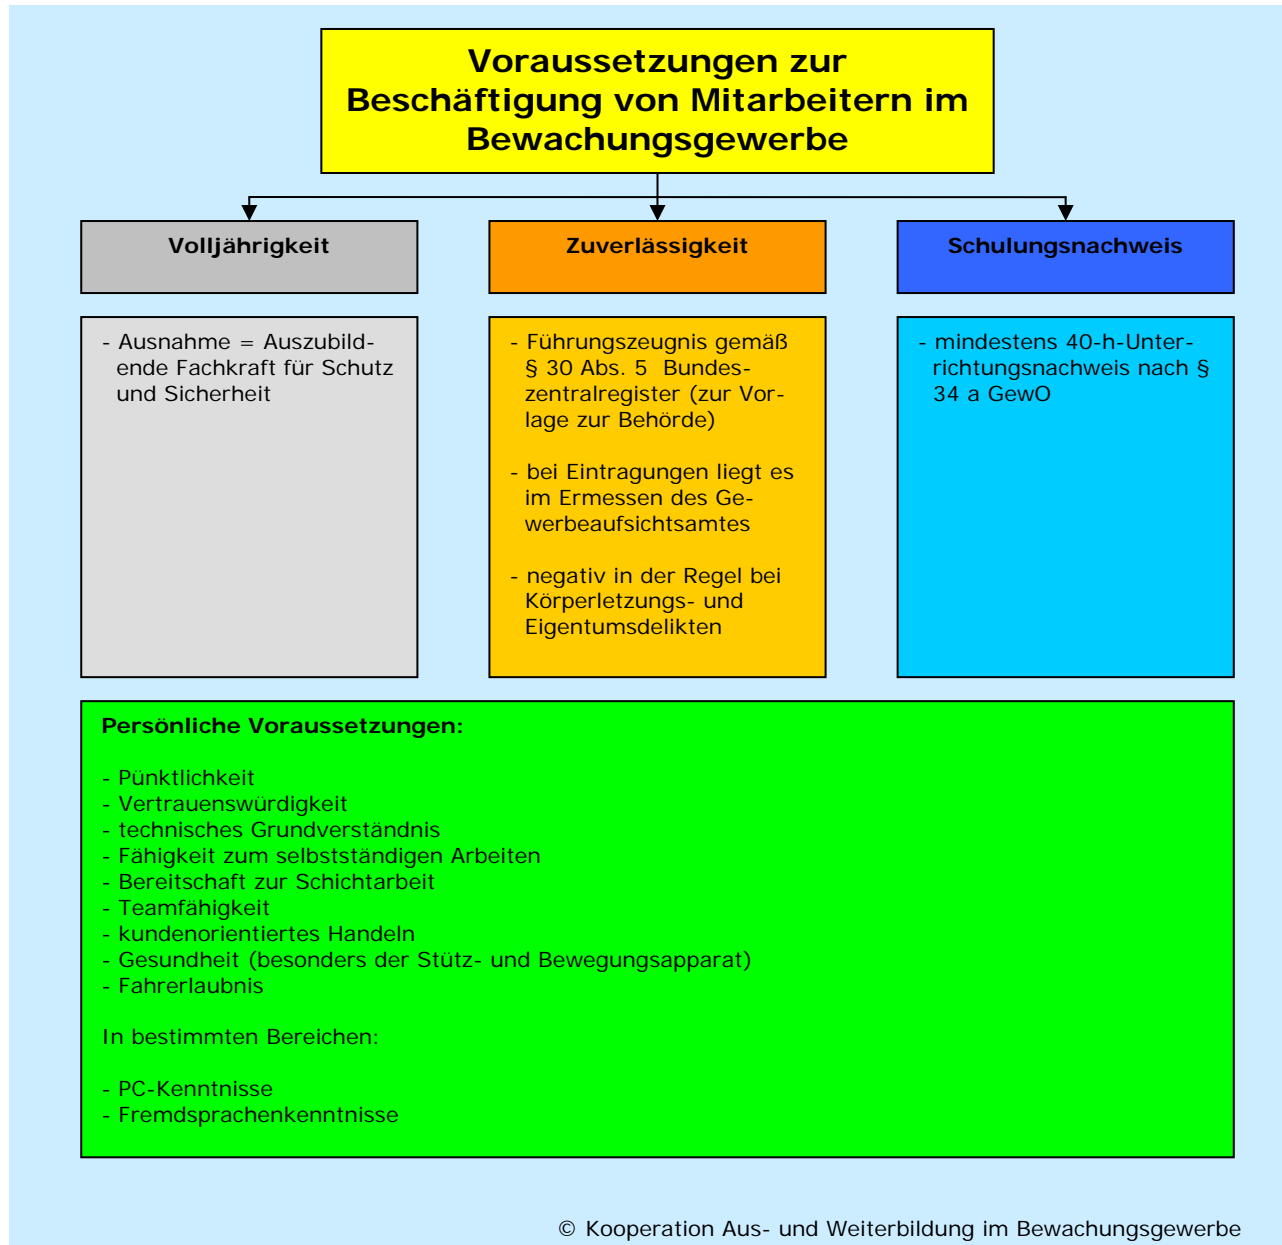 Voraussetzungen zur
Beschäftigung von Mitarbeitern im
Bewachungsgewerbe
Volljährigkeit
- Ausnahme = Auszubild-
ende Fachkraft für Schutz
und Sicherheit
Zuverlässigkeit
- Führungszeugnis gemäß
§ 30 Abs. 5 Bundes-
zentralregister (zur Vor-
lage zur Behörde)
- bei Eintragungen liegt es
im Ermessen des Ge-
werbeaufsichtsamtes
- negativ in der Regel bei
Körperletzungs- und
Eigentumsdelikten
Schulungsnachweis
- mindestens 40-h-Unter-
richtungsnachweis nach §
34 a GewO
Persönliche Voraussetzungen:
- Pünktlichkeit
- Vertrauenswürdigkeit
- technisches Grundverständnis
- Fähigkeit zum selbstständigen Arbeiten
- Bereitschaft zur Schichtarbeit
- Teamfähigkeit
- kundenorientiertes Handeln
- Gesundheit (besonders der Stütz- und Bewegungsapparat)
- Fahrerlaubnis
In bestimmten Bereichen:
- PC-Kenntnisse
- Fremdsprachenkenntnisse
© Kooperation Aus- und Weiterbildung im Bewachungsgewerbe